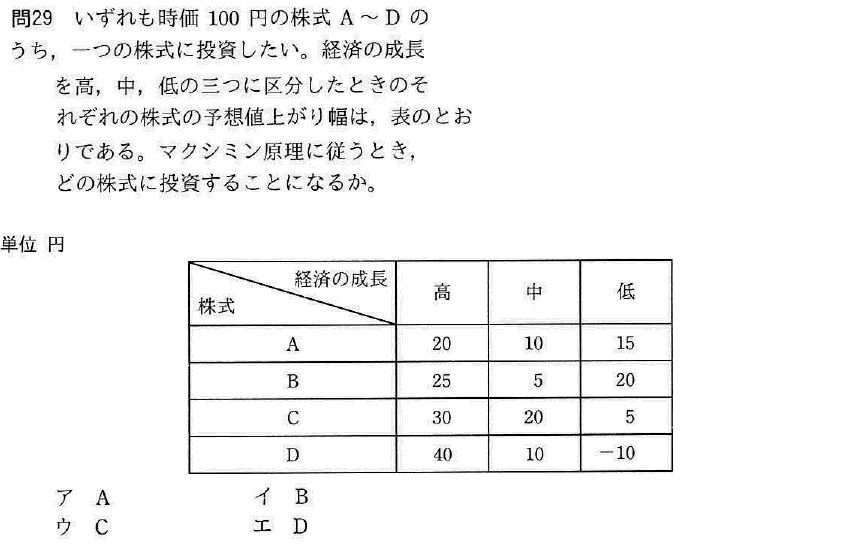 問29 いずれも時価 100 円の株式 A ～ D の
うち，一つの株式に投資したい。経済の成長
を高，中，低の三つに区分したときのそ
れぞれの株式の予想値上がり幅は，表のとお
りである。マクシミン原理に従うとき，
どの株式に投資することになるか。
単位 円
経済の成長 高 中 低
株式
A 20 10 15
B 25 5 20
C 30 20 5
D 40 10 −10
ア A イ B
ウ C エ D